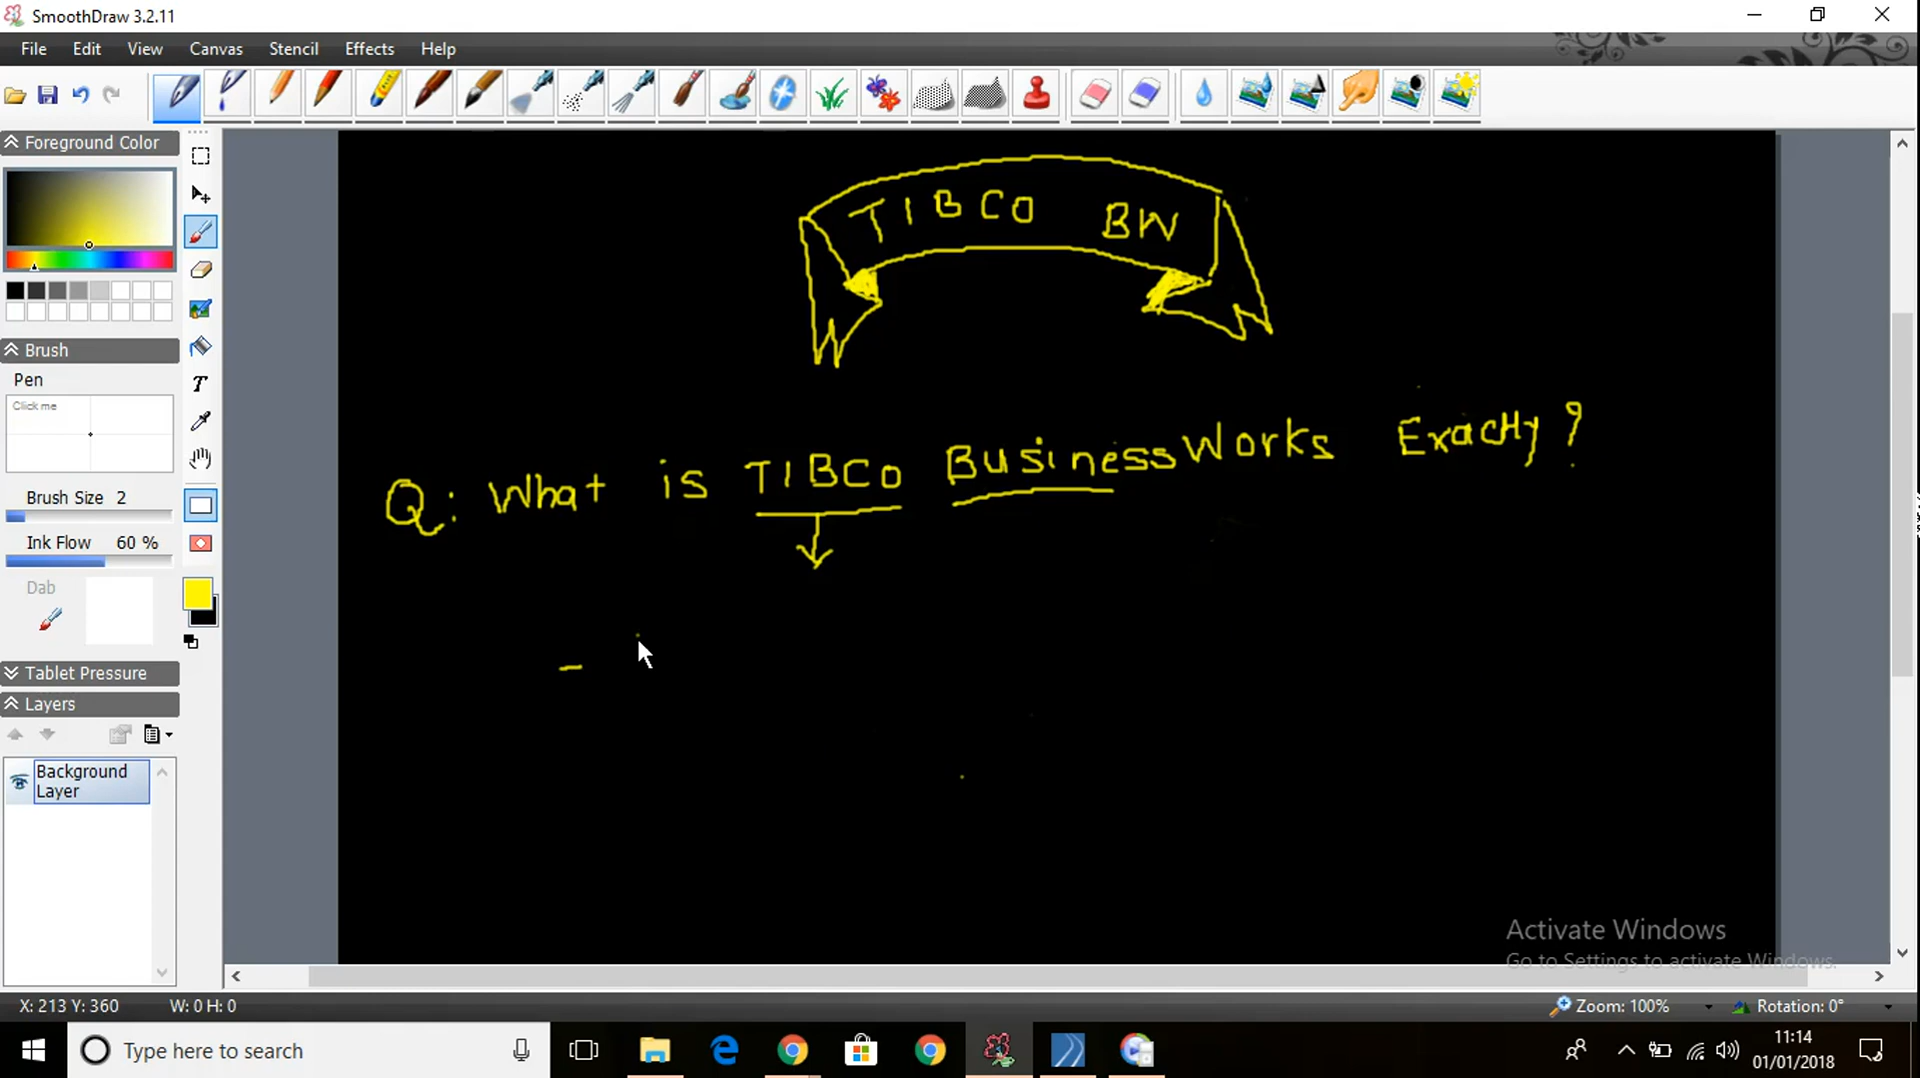 SmoothDraw 3.2.11
File Edit View Canvas Stencil Effects Help
Foreground Color
Brush
Pen
Click me
Brush Size 2
Ink Flow 60 %
Dab
Tablet Pressure
Layers
Background
Layer
TIBCO BW
Q: What is TIBCO BusinessWorks Exactly ?
-
Activate Windows
Go to Settings to activate Windows.
X: 213 Y: 360 W: 0 H: 0
Zoom: 100% Rotation: 0°
Type here to search
11:14
01/01/2018